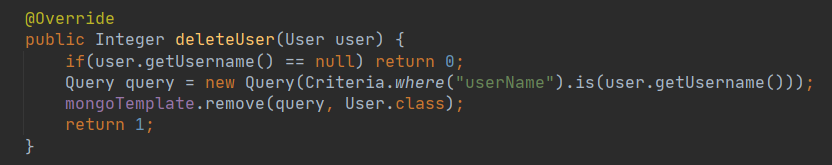 @Override
public Integer deleteUser(User user) {
    if(user.getUsername() == null) return 0;
    Query query = new Query(Criteria.where("userName").is(user.getUsername()));
    mongoTemplate.remove(query, User.class);
    return 1;
}